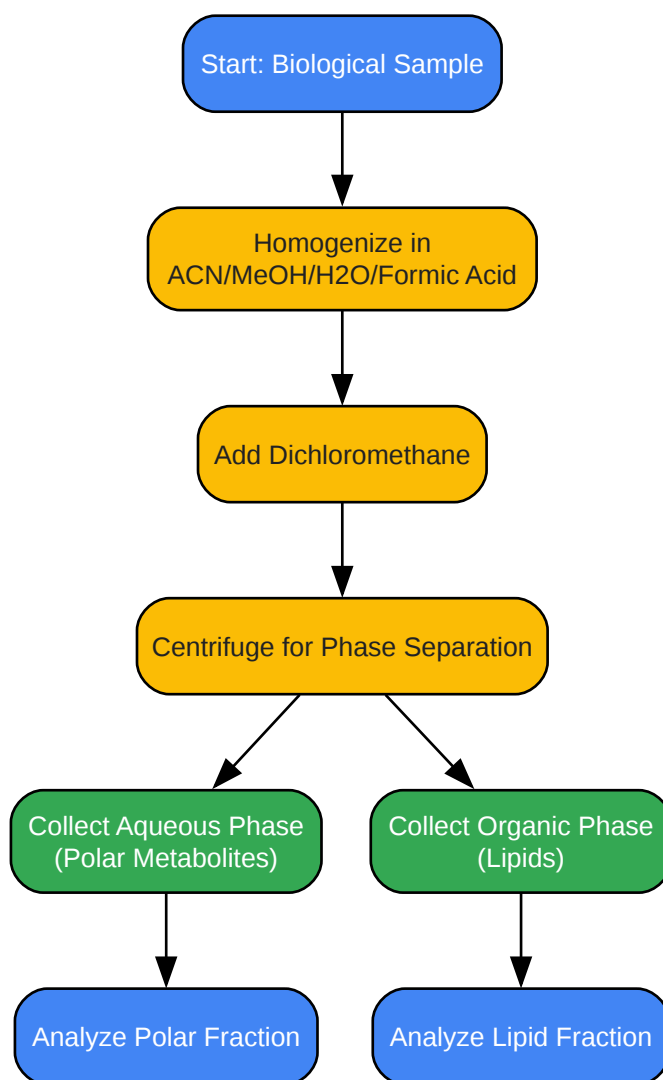 Start: Biological Sample
Homogenize in
ACN/MeOH/H2O/Formic Acid
Add Dichloromethane
Centrifuge for Phase Separation
Collect Aqueous Phase
(Polar Metabolites)
Collect Organic Phase
(Lipids)
Analyze Polar Fraction
Analyze Lipid Fraction